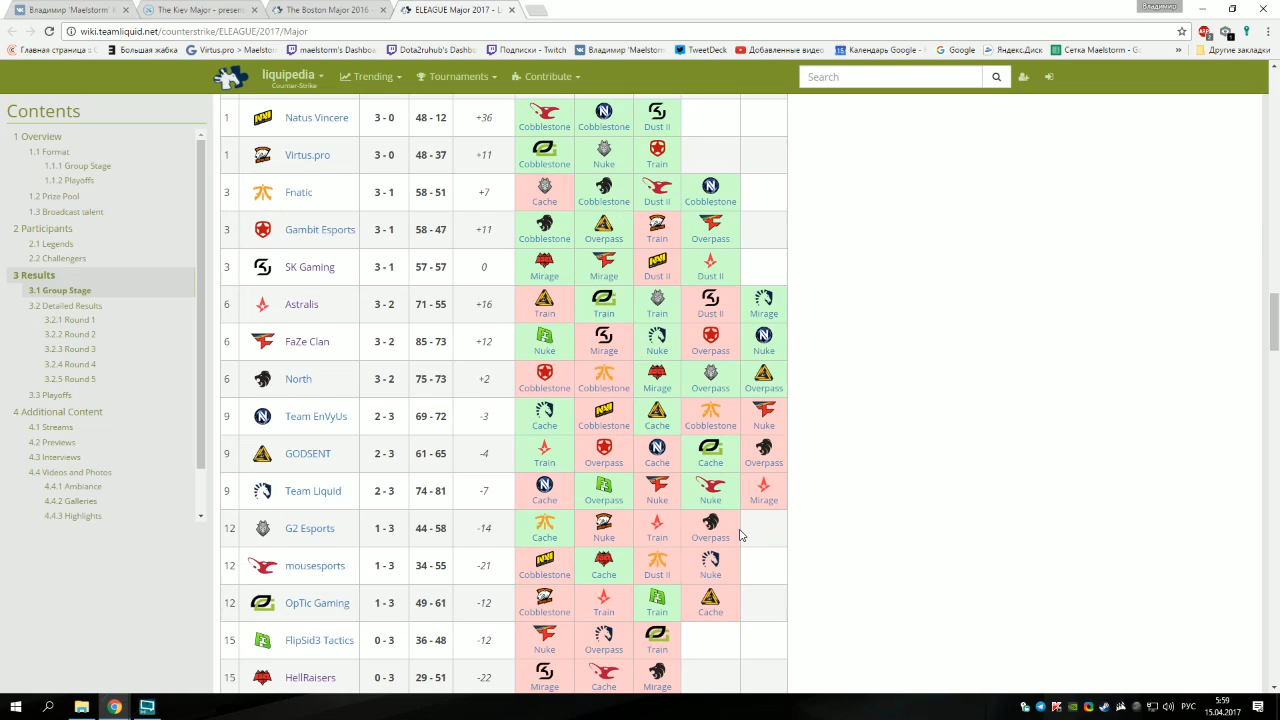 Владимир
Владимир 'Maelstorm'
The Kiev Major - present
The Boston Major 2016 -
ELEAGUE Major 2017 - L
wiki.teamliquid.net/counterstrike/ELEAGUE/2017/Major
Главная страница :: С
Большая жабка
Virtus.pro > Maelstor
maelstorm's Dashboa
Dota2ruhub's Dashbo
Подписки - Twitch
Владимир 'Maelstorm
TweetDeck
Добавленные видео
Календарь Google -
Google
Яндекс.Диск
Сетка Maelstorm - Go
Другие закладки
liquipedia
Counter-Strike
Trending
Tournaments
Contribute
Search
Contents
1 Overview
1.1 Format
1.1.1 Group Stage
1.1.2 Playoffs
1.2 Prize Pool
1.3 Broadcast talent
2 Participants
2.1 Legends
2.2 Challengers
3 Results
3.1 Group Stage
3.2 Detailed Results
3.2.1 Round 1
3.2.2 Round 2
3.2.3 Round 3
3.2.4 Round 4
3.2.5 Round 5
3.3 Playoffs
4 Additional Content
4.1 Streams
4.2 Previews
4.3 Interviews
4.4 Videos and Photos
4.4.1 Ambiance
4.4.2 Galleries
4.4.3 Highlights
1 Natus Vincere 3 - 0 48 - 12 +36 Cobblestone Cobblestone Dust II
1 Virtus.pro 3 - 0 48 - 37 +11 Cobblestone Nuke Train
3 Fnatic 3 - 1 58 - 51 +7 Cache Cobblestone Dust II Cobblestone
3 Gambit Esports 3 - 1 58 - 47 +11 Cobblestone Overpass Train Overpass
3 SK Gaming 3 - 1 57 - 57 0 Mirage Mirage Dust II Dust II
6 Astralis 3 - 2 71 - 55 +16 Train Train Train Dust II Mirage
6 FaZe Clan 3 - 2 85 - 73 +12 Nuke Mirage Nuke Overpass Nuke
6 North 3 - 2 75 - 73 +2 Cobblestone Cobblestone Mirage Overpass Overpass
9 Team EnVyUs 2 - 3 69 - 72 -3 Cache Cobblestone Cache Cobblestone Nuke
9 GODSENT 2 - 3 61 - 65 -4 Train Overpass Cache Cache Overpass
9 Team Liquid 2 - 3 74 - 81 -7 Cache Overpass Nuke Nuke Mirage
12 G2 Esports 1 - 3 44 - 58 -14 Cache Nuke Train Overpass
12 mousesports 1 - 3 34 - 55 -21 Cobblestone Cache Dust II Nuke
12 OpTic Gaming 1 - 3 49 - 61 -12 Cobblestone Train Train Cache
15 FlipSid3 Tactics 0 - 3 36 - 48 -12 Nuke Overpass Train
15 HellRaisers 0 - 3 29 - 51 -22 Mirage Cache Mirage
РУС
5:59
15.04.2017